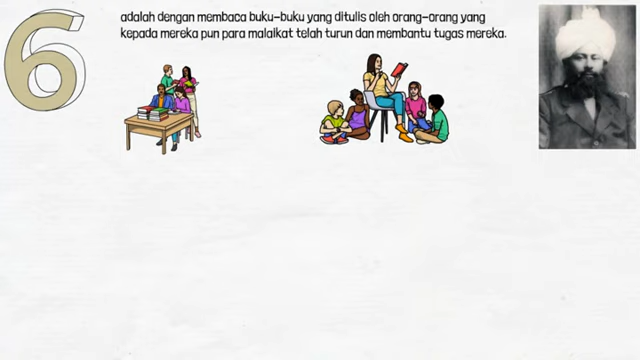 6
adalah dengan membaca buku-buku yang ditulis oleh orang-orang yang
kepada mereka pun para malaikat telah turun dan membantu tugas mereka.